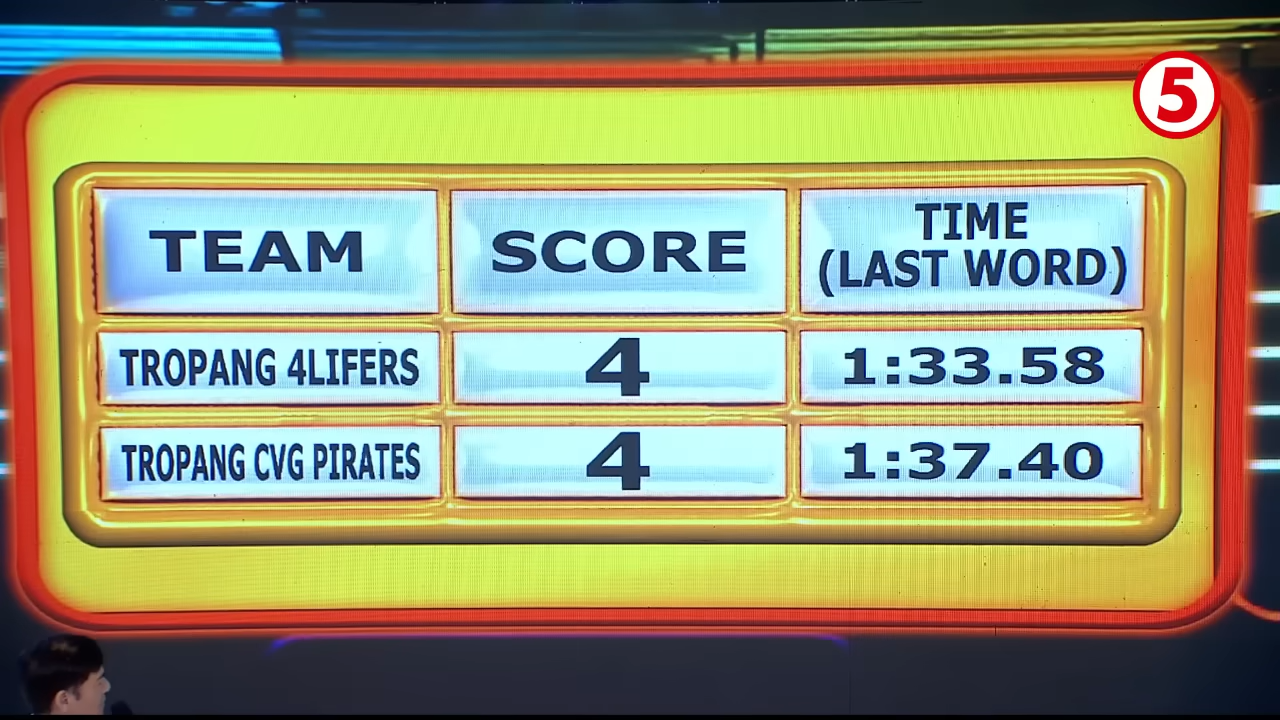 5
TEAM
SCORE
TIME
(LAST WORD)
TROPANG 4LIFERS
4
1:33.58
TROPANG CVG PIRATES
4
1:37.40